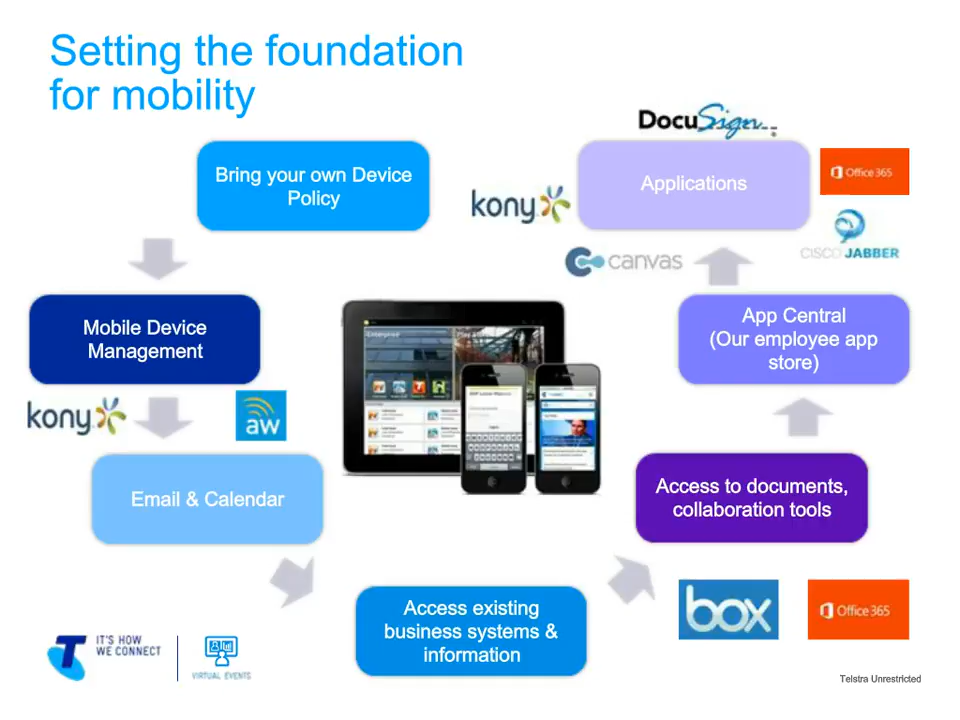 Setting the foundation
for mobility
DocuSign
Bring your own Device
Policy
Applications
Office 365
kony
CISCO JABBER
canvas
Mobile Device
Management
App Central
(Our employee app
store)
Enterprise
kony
aw
Email & Calendar
Access to documents,
collaboration tools
Access existing
business systems &
information
box
Office 365
IT'S HOW
WE CONNECT
VIRTUAL EVENTS
Telstra Unrestricted